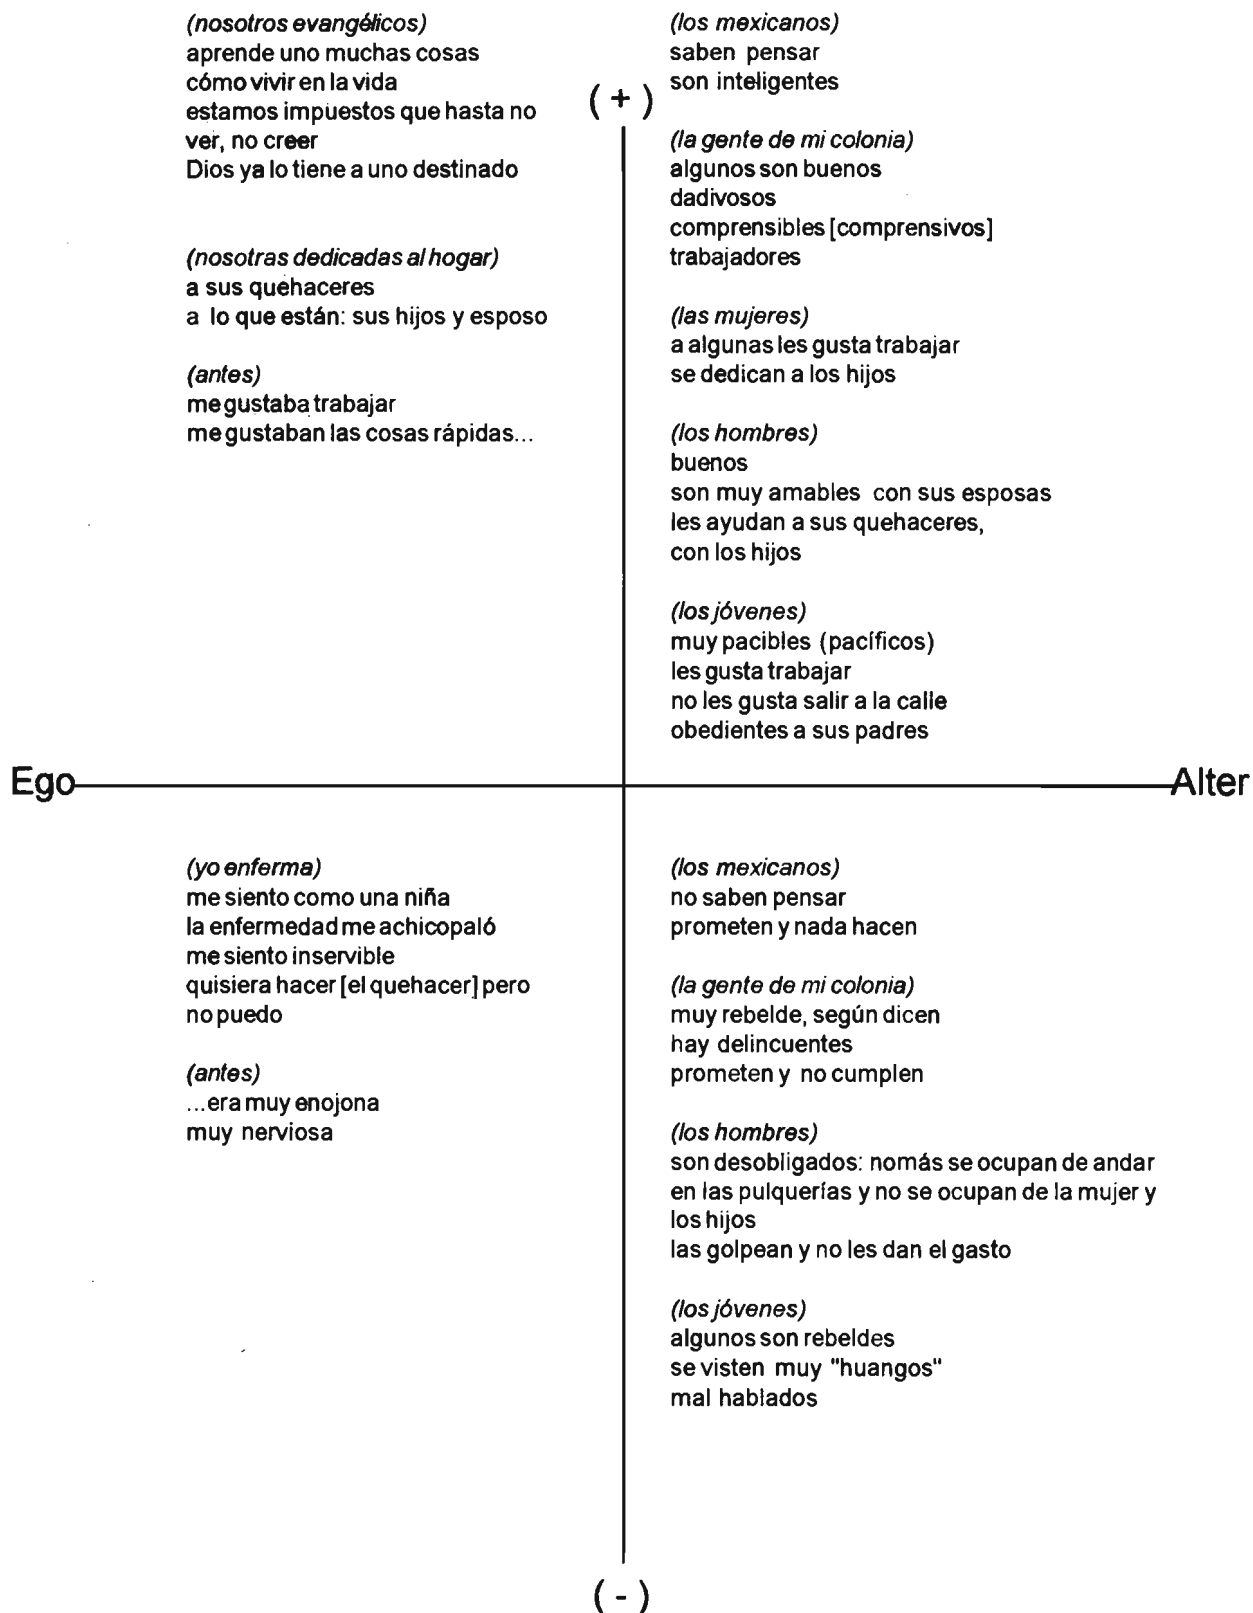 (nosotros evangélicos)
aprende uno muchas cosas
cómo vivir en la vida
estamos impuestos que hasta no
ver, no creer
Dios ya lo tiene a uno destinado
(nosotras dedicadas al hogar)
a sus quehaceres
a lo que están: sus hijos y esposo
(antes)
me gustaba trabajar
me gustaban las cosas rápidas...
( + )
(los mexicanos)
saben pensar
son inteligentes
(la gente de mi colonia)
algunos son buenos
dadivosos
comprensibles [comprensivos]
trabajadores
(las mujeres)
a algunas les gusta trabajar
se dedican a los hijos
(los hombres)
buenos
son muy amables con sus esposas
les ayudan a sus quehaceres,
con los hijos
(los jóvenes)
muy pacibles (pacíficos)
les gusta trabajar
no les gusta salir a la calle
obedientes a sus padres
Ego
Alter
(yo enferma)
me siento como una niña
la enfermedad me achicopaló
me siento inservible
quisiera hacer [el quehacer] pero
no puedo
(antes)
...era muy enojona
muy nerviosa
(los mexicanos)
no saben pensar
prometen y nada hacen
(la gente de mi colonia)
muy rebelde, según dicen
hay delincuentes
prometen y no cumplen
(los hombres)
son desobligados: nomás se ocupan de andar
en las pulquerías y no se ocupan de la mujer y
los hijos
las golpean y no les dan el gasto
(los jóvenes)
algunos son rebeldes
se visten muy "huangos"
mal hablados
( - )